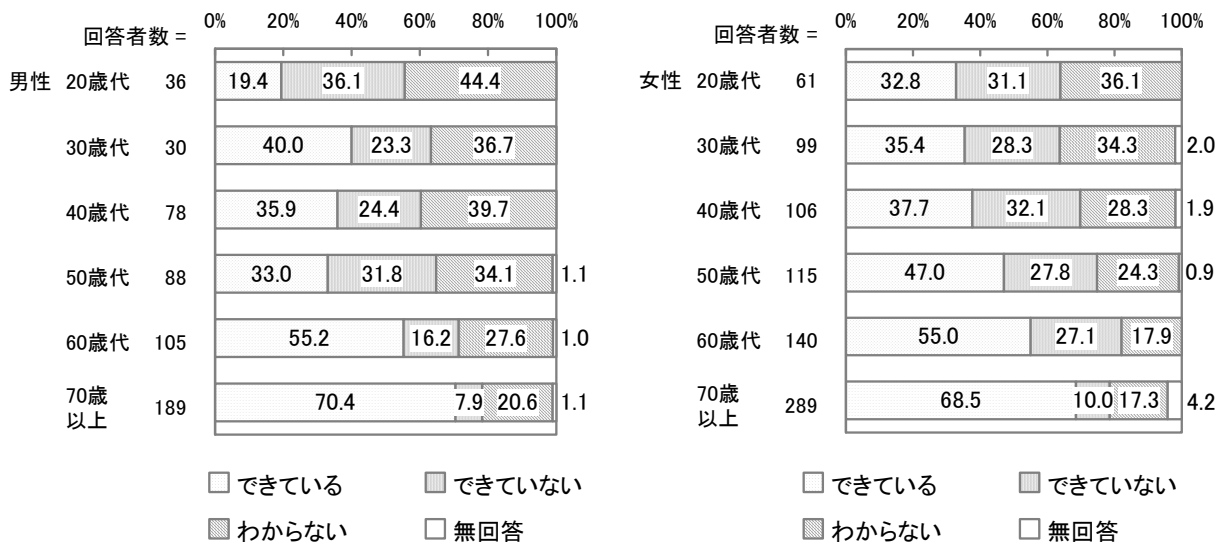 0% 20% 40% 60% 80% 100%
回答者数 =
男性 20歳代 36 19.4 36.1 44.4
30歳代 30 40.0 23.3 36.7
40歳代 78 35.9 24.4 39.7
50歳代 88 33.0 31.8 34.1 1.1
60歳代 105 55.2 16.2 27.6 1.0
70歳
以上 189 70.4 7.9 20.6 1.1
できている できていない
わからない 無回答
0% 20% 40% 60% 80% 100%
回答者数 =
女性 20歳代 61 32.8 31.1 36.1
30歳代 99 35.4 28.3 34.3 2.0
40歳代 106 37.7 32.1 28.3 1.9
50歳代 115 47.0 27.8 24.3 0.9
60歳代 140 55.0 27.1 17.9
70歳
以上 289 68.5 10.0 17.3 4.2
できている できていない
わからない 無回答